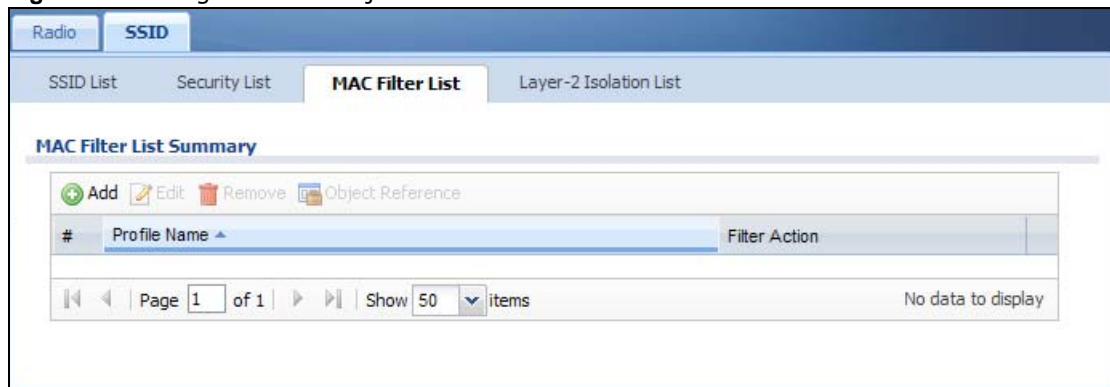 Radio SSID
SSID List Security List MAC Filter List Layer-2 Isolation List
MAC Filter List Summary
Add Edit Remove Object Reference
# Profile Name Filter Action
Page 1 of 1 Show 50 items No data to display